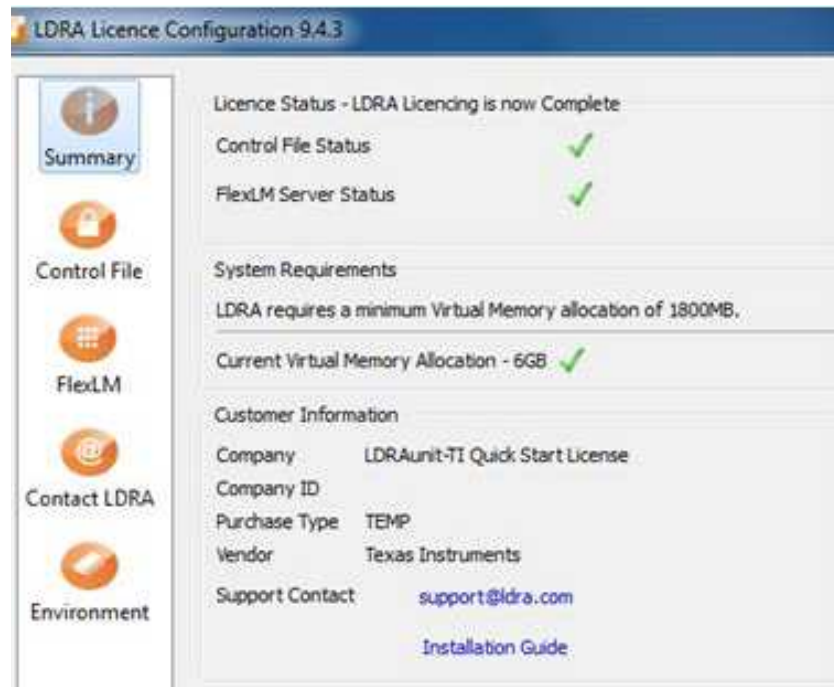 LDRA Licence Configuration 9.4.3
Summary
Control File
FlexLM
Contact LDRA
Environment
Licence Status - LDRA Licencing is now Complete
Control File Status
FlexLM Server Status
System Requirements
LDRA requires a minimum Virtual Memory allocation of 1800MB.
Current Virtual Memory Allocation - 6GB
Customer Information
Company LDRAunit-TI Quick Start License
Company ID
Purchase Type TEMP
Vendor Texas Instruments
Support Contact support@ldra.com
Installation Guide